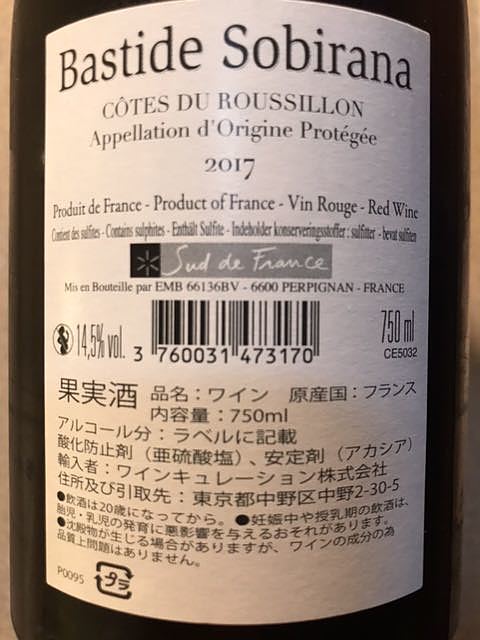 Bastide Sobirana
CÔTES DU ROUSSILLON
Appellation d'Origine Protégée
2017
Produit de France - Product of France - Vin Rouge - Red Wine
Contient des sulfites - Contains sulphites - Enthält Sulfite - Indeholder konserveringsstoffer : sulfitter - bevat sulfieten
Sud de France
Mis en Bouteille par EMB 66136BV - 6600 PERPIGNAN - FRANCE
14,5% vol. 3 760031 473170
750 ml
CE5032
果実酒 品名：ワイン 原産国：フランス
内容量：750ml
アルコール分：ラベルに記載
酸化防止剤（亜硫酸塩）、安定剤（アカシア）
輸入者：ワインキュレーション株式会社
住所及び引取先：東京都中野区中野2-30-5
●飲酒は20歳になってから。●妊娠中や授乳期の飲酒は、
胎児・乳児の発育に悪影響を与えるおそれがあります。
●沈殿物が生じる場合がありますが、ワインの成分の為
品質上問題はありません。
P0095 プラ